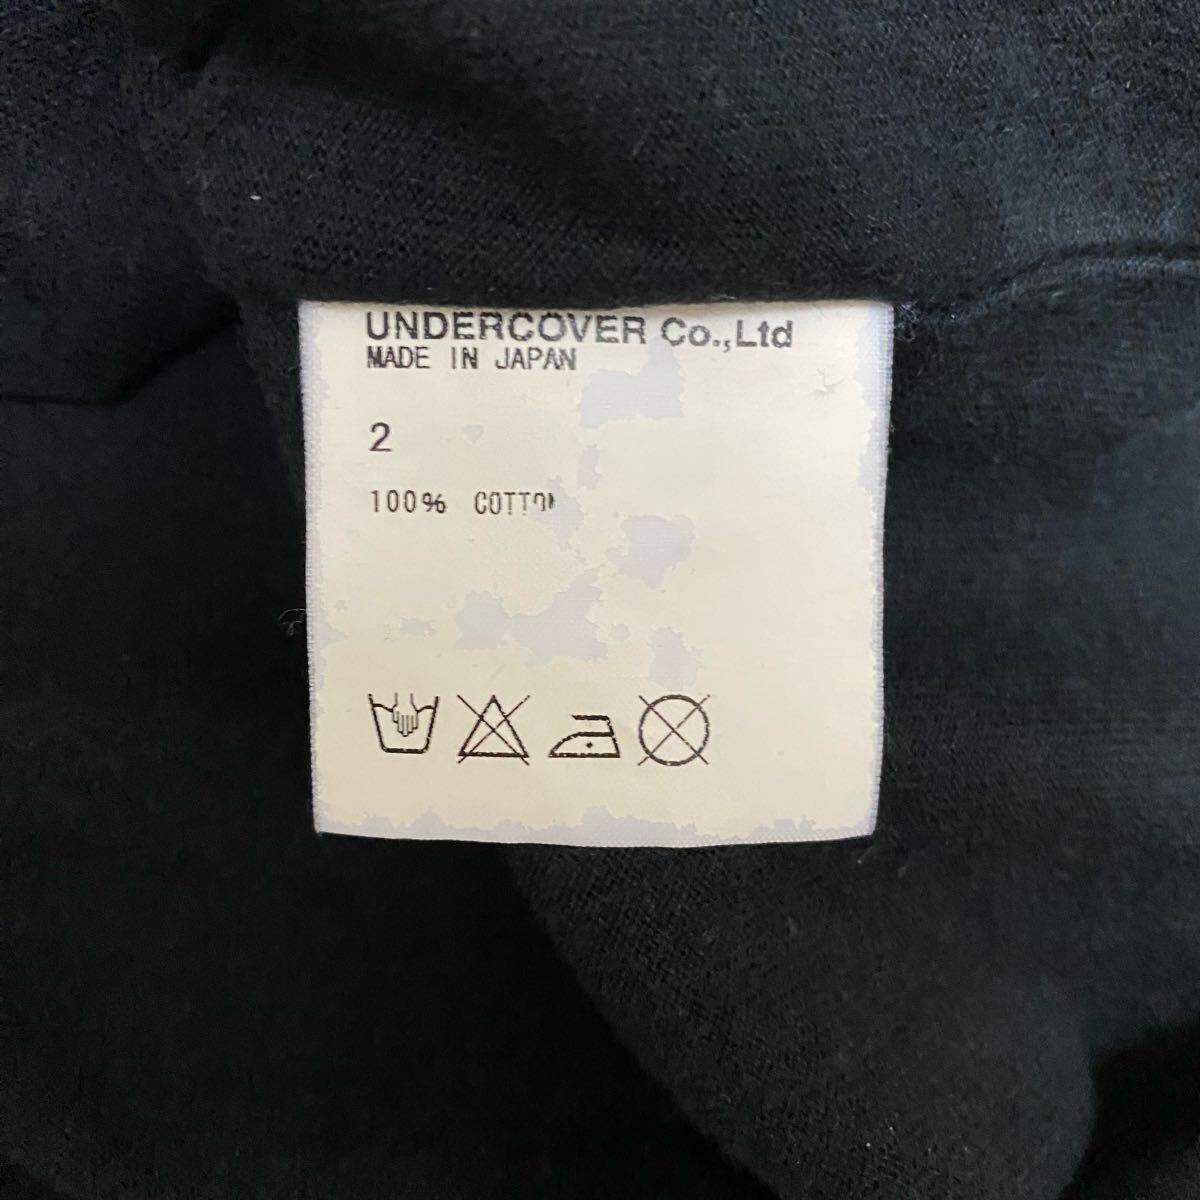 UNDERCOVER Co.,Ltd
MADE IN JAPAN
2
100% COTTON